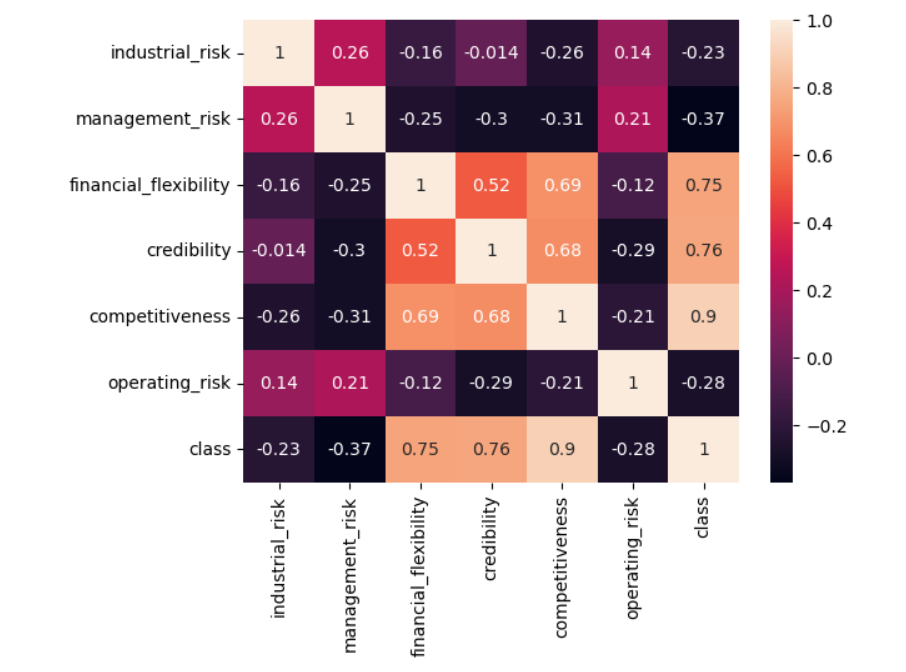 industrial_risk 1 0.26 -0.16 -0.014 -0.26 0.14 -0.23
management_risk 0.26 1 -0.25 -0.3 -0.31 0.21 -0.37
financial_flexibility -0.16 -0.25 1 0.52 0.69 -0.12 0.75
credibility -0.014 -0.3 0.52 1 0.68 -0.29 0.76
competitiveness -0.26 -0.31 0.69 0.68 1 -0.21 0.9
operating_risk 0.14 0.21 -0.12 -0.29 -0.21 1 -0.28
class -0.23 -0.37 0.75 0.76 0.9 -0.28 1
industrial_risk
management_risk
financial_flexibility
credibility
competitiveness
operating_risk
class
1.0
0.8
0.6
0.4
0.2
0.0
−0.2